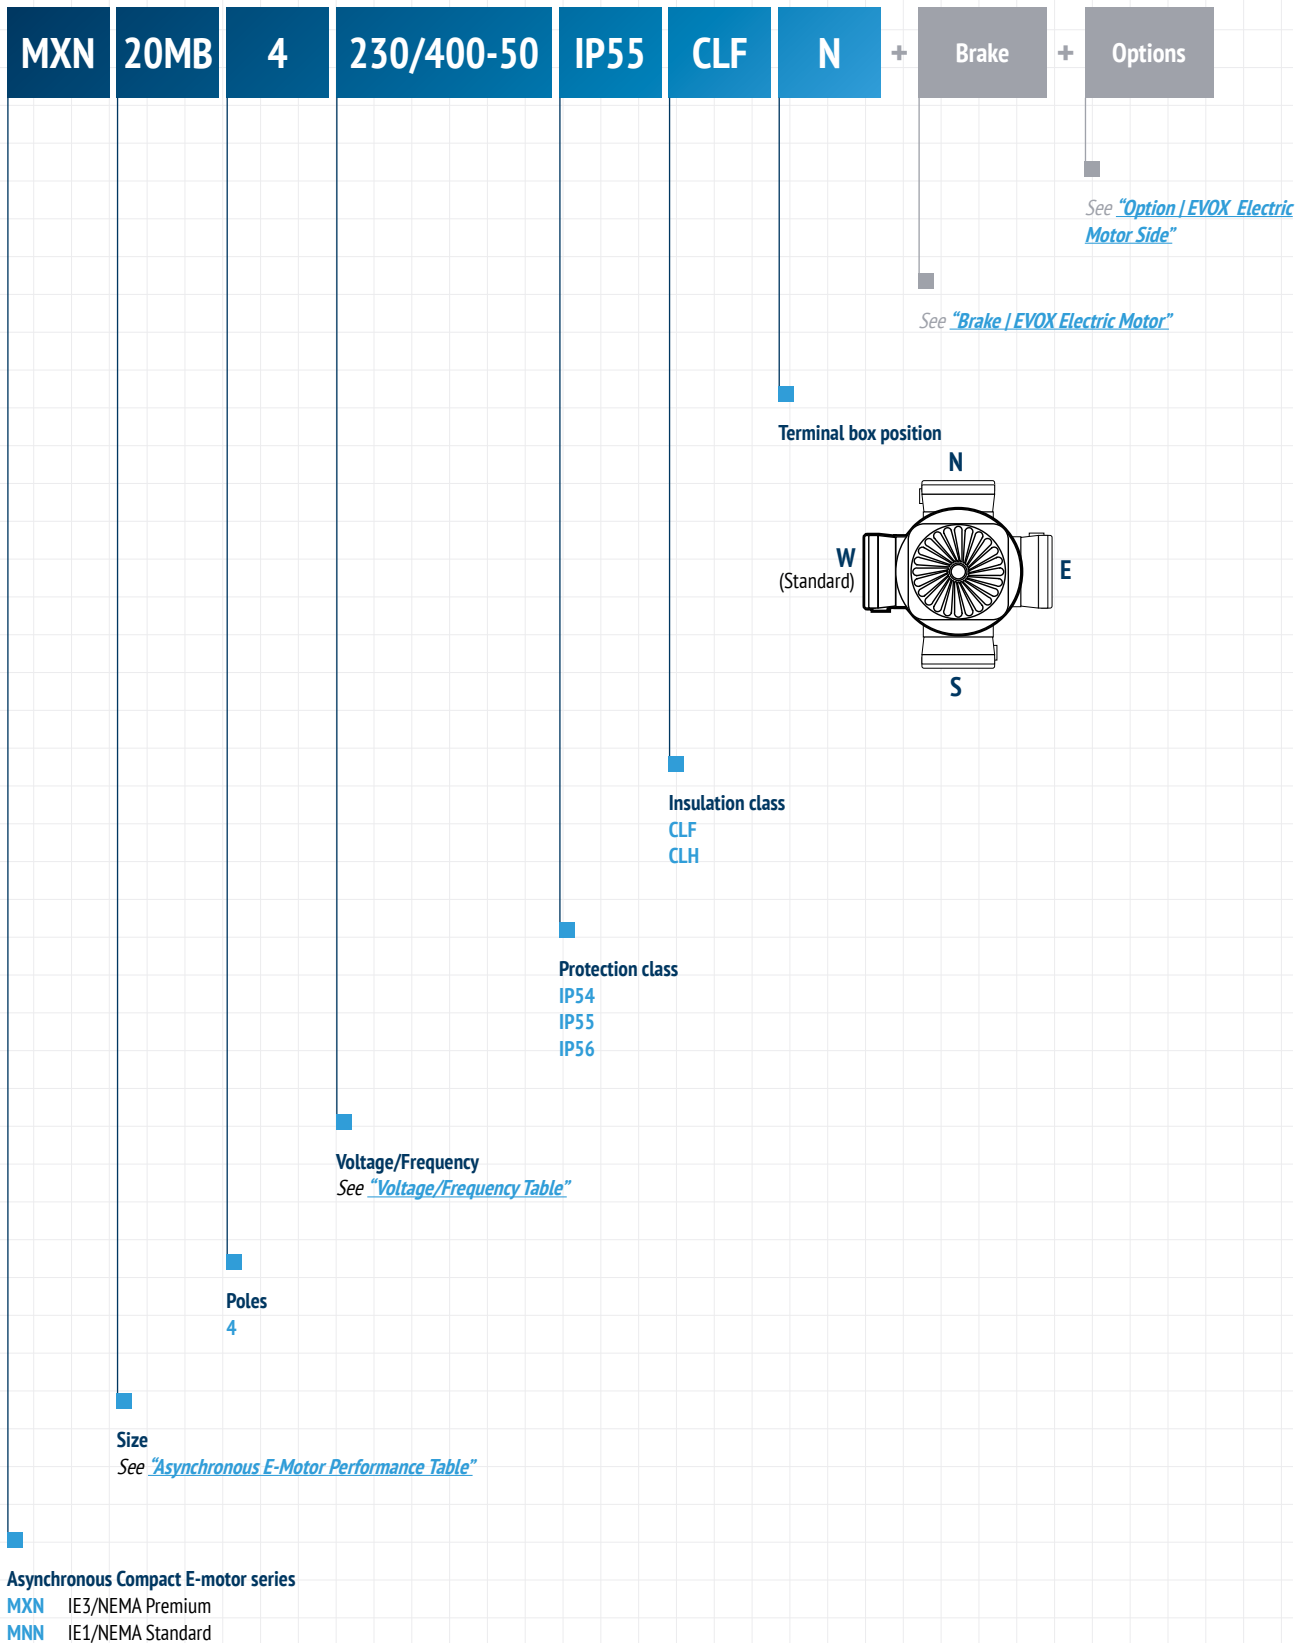 MXN 20MB 4 230/400-50 IP55 CLF N + Brake + Options
See “Option | EVOX Electric
Motor Side”
See “Brake | EVOX Electric Motor”
Terminal box position
N
W
(Standard)
E
S
Insulation class
CLF
CLH
Protection class
IP54
IP55
IP56
Voltage/Frequency
See “Voltage/Frequency Table”
Poles
4
Size
See “Asynchronous E-Motor Performance Table”
Asynchronous Compact E-motor series
MXN IE3/NEMA Premium
MNN IE1/NEMA Standard